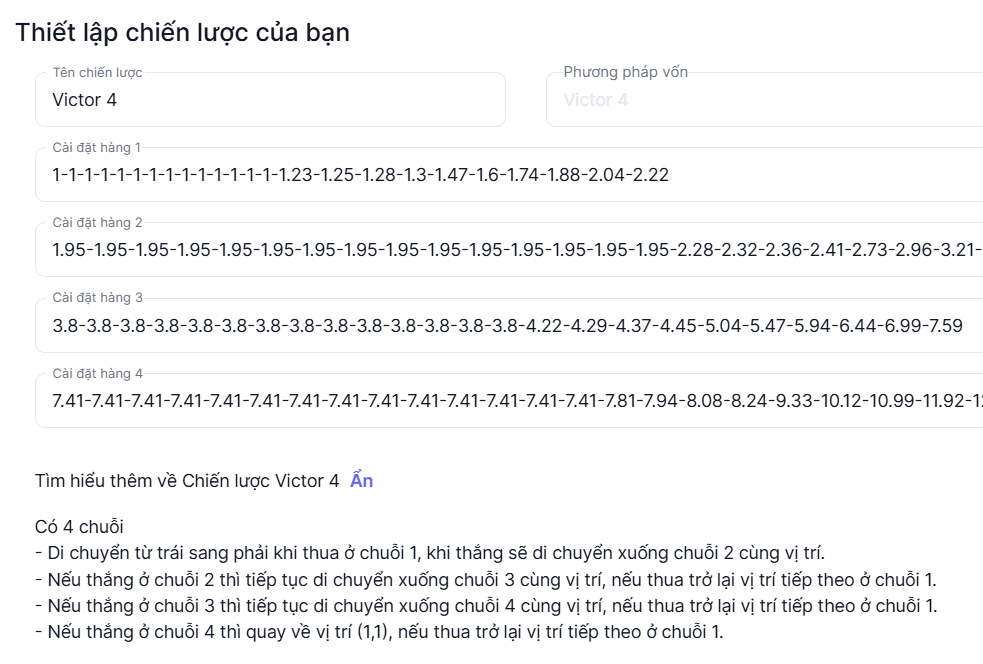 Thiết lập chiến lược của bạn
Tên chiến lược
Victor 4
Phương pháp vốn
Victor 4
Cài đặt hàng 1
1-1-1-1-1-1-1-1-1-1-1-1-1-1-1.23-1.25-1.28-1.3-1.47-1.6-1.74-1.88-2.04-2.22
Cài đặt hàng 2
1.95-1.95-1.95-1.95-1.95-1.95-1.95-1.95-1.95-1.95-1.95-1.95-1.95-1.95-1.95-2.28-2.32-2.36-2.41-2.73-2.96-3.21-
Cài đặt hàng 3
3.8-3.8-3.8-3.8-3.8-3.8-3.8-3.8-3.8-3.8-3.8-3.8-3.8-3.8-4.22-4.29-4.37-4.45-5.04-5.47-5.94-6.44-6.99-7.59
Cài đặt hàng 4
7.41-7.41-7.41-7.41-7.41-7.41-7.41-7.41-7.41-7.41-7.41-7.41-7.41-7.41-7.81-7.94-8.08-8.24-9.33-10.12-10.99-11.92-
Tìm hiểu thêm về Chiến lược Victor 4 Ẩn
Có 4 chuỗi
- Di chuyển từ trái sang phải khi thua ở chuỗi 1, khi thắng sẽ di chuyển xuống chuỗi 2 cùng vị trí.
- Nếu thắng ở chuỗi 2 thì tiếp tục di chuyển xuống chuỗi 3 cùng vị trí, nếu thua trở lại vị trí tiếp theo ở chuỗi 1.
- Nếu thắng ở chuỗi 3 thì tiếp tục di chuyển xuống chuỗi 4 cùng vị trí, nếu thua trở lại vị trí tiếp theo ở chuỗi 1.
- Nếu thắng ở chuỗi 4 thì quay về vị trí (1,1), nếu thua trở lại vị trí tiếp theo ở chuỗi 1.